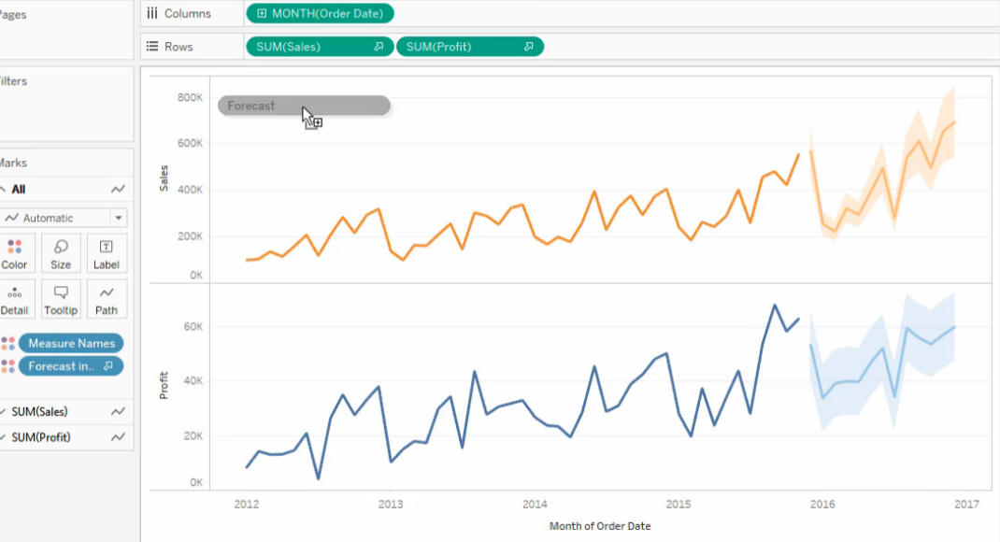 Pages
Columns MONTH(Order Date)
Rows SUM(Sales) SUM(Profit)
Filters
Marks
All
Automatic
Color Size Label
Detail Tooltip Path
Measure Names
Forecast in..
SUM(Sales)
SUM(Profit)
Forecast
Sales
800K
600K
400K
200K
0K
Profit
60K
40K
20K
0K
2012 2013 2014 2015 2016 2017
Month of Order Date